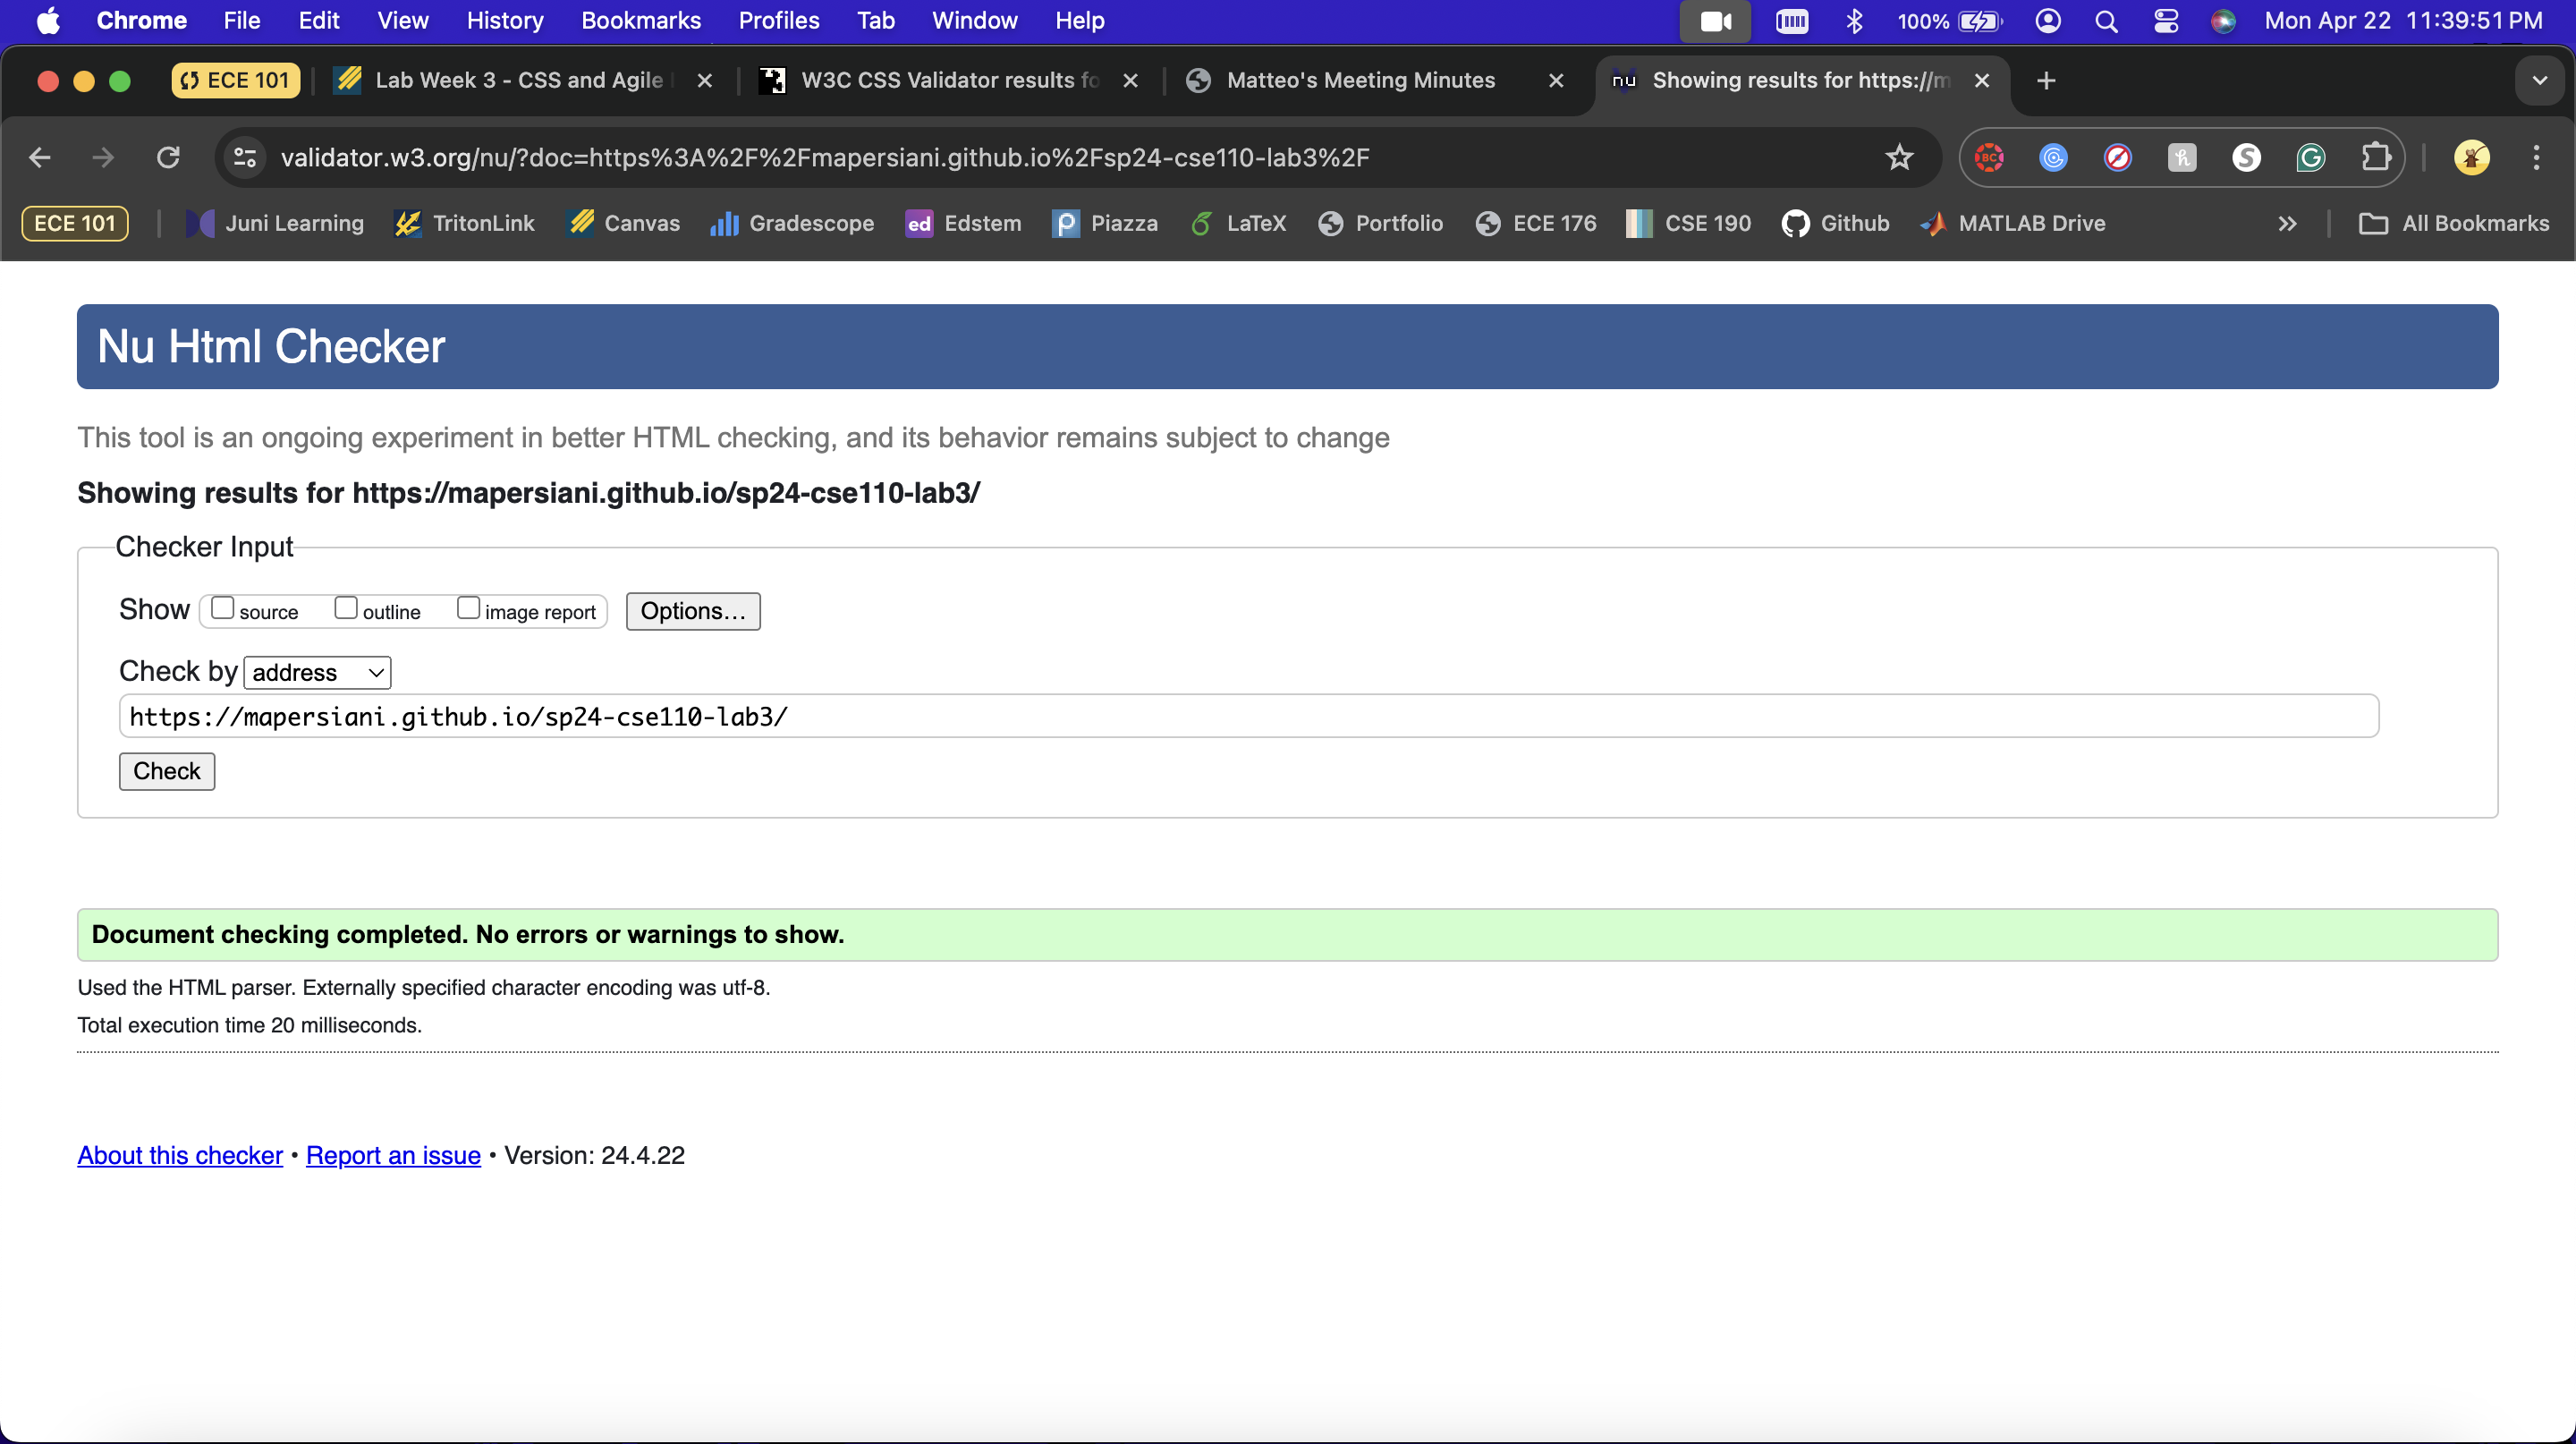 Chrome File Edit View History Bookmarks Profiles Tab Window Help 100% Mon Apr 22 11:39:51 PM
ECE 101 Lab Week 3 - CSS and Agile W3C CSS Validator results fo Matteo's Meeting Minutes nu Showing results for https://m
validator.w3.org/nu/?doc=https%3A%2F%2Fmapersiani.github.io%2Fsp24-cse110-lab3%2F
ECE 101 Juni Learning TritonLink Canvas Gradescope ed Edstem Piazza LaTeX Portfolio ECE 176 CSE 190 Github MATLAB Drive All Bookmarks
Nu Html Checker
This tool is an ongoing experiment in better HTML checking, and its behavior remains subject to change
Showing results for https://mapersiani.github.io/sp24-cse110-lab3/
Checker Input
Show source outline image report Options...
Check by address
https://mapersiani.github.io/sp24-cse110-lab3/
Check
Document checking completed. No errors or warnings to show.
Used the HTML parser. Externally specified character encoding was utf-8.
Total execution time 20 milliseconds.
About this checker • Report an issue • Version: 24.4.22